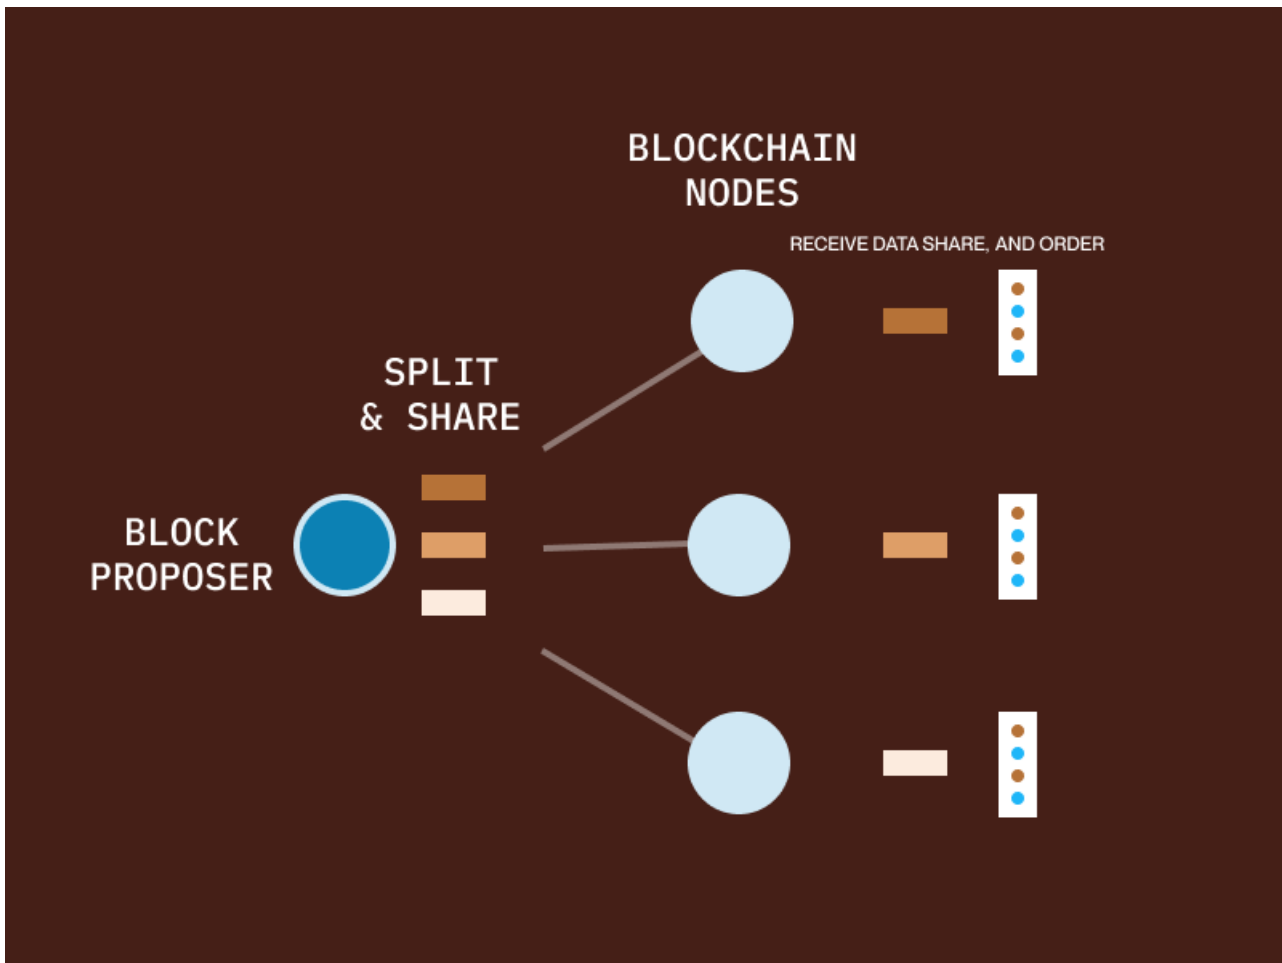 BLOCKCHAIN
NODES
RECEIVE DATA SHARE, AND ORDER
SPLIT
& SHARE
BLOCK
PROPOSER